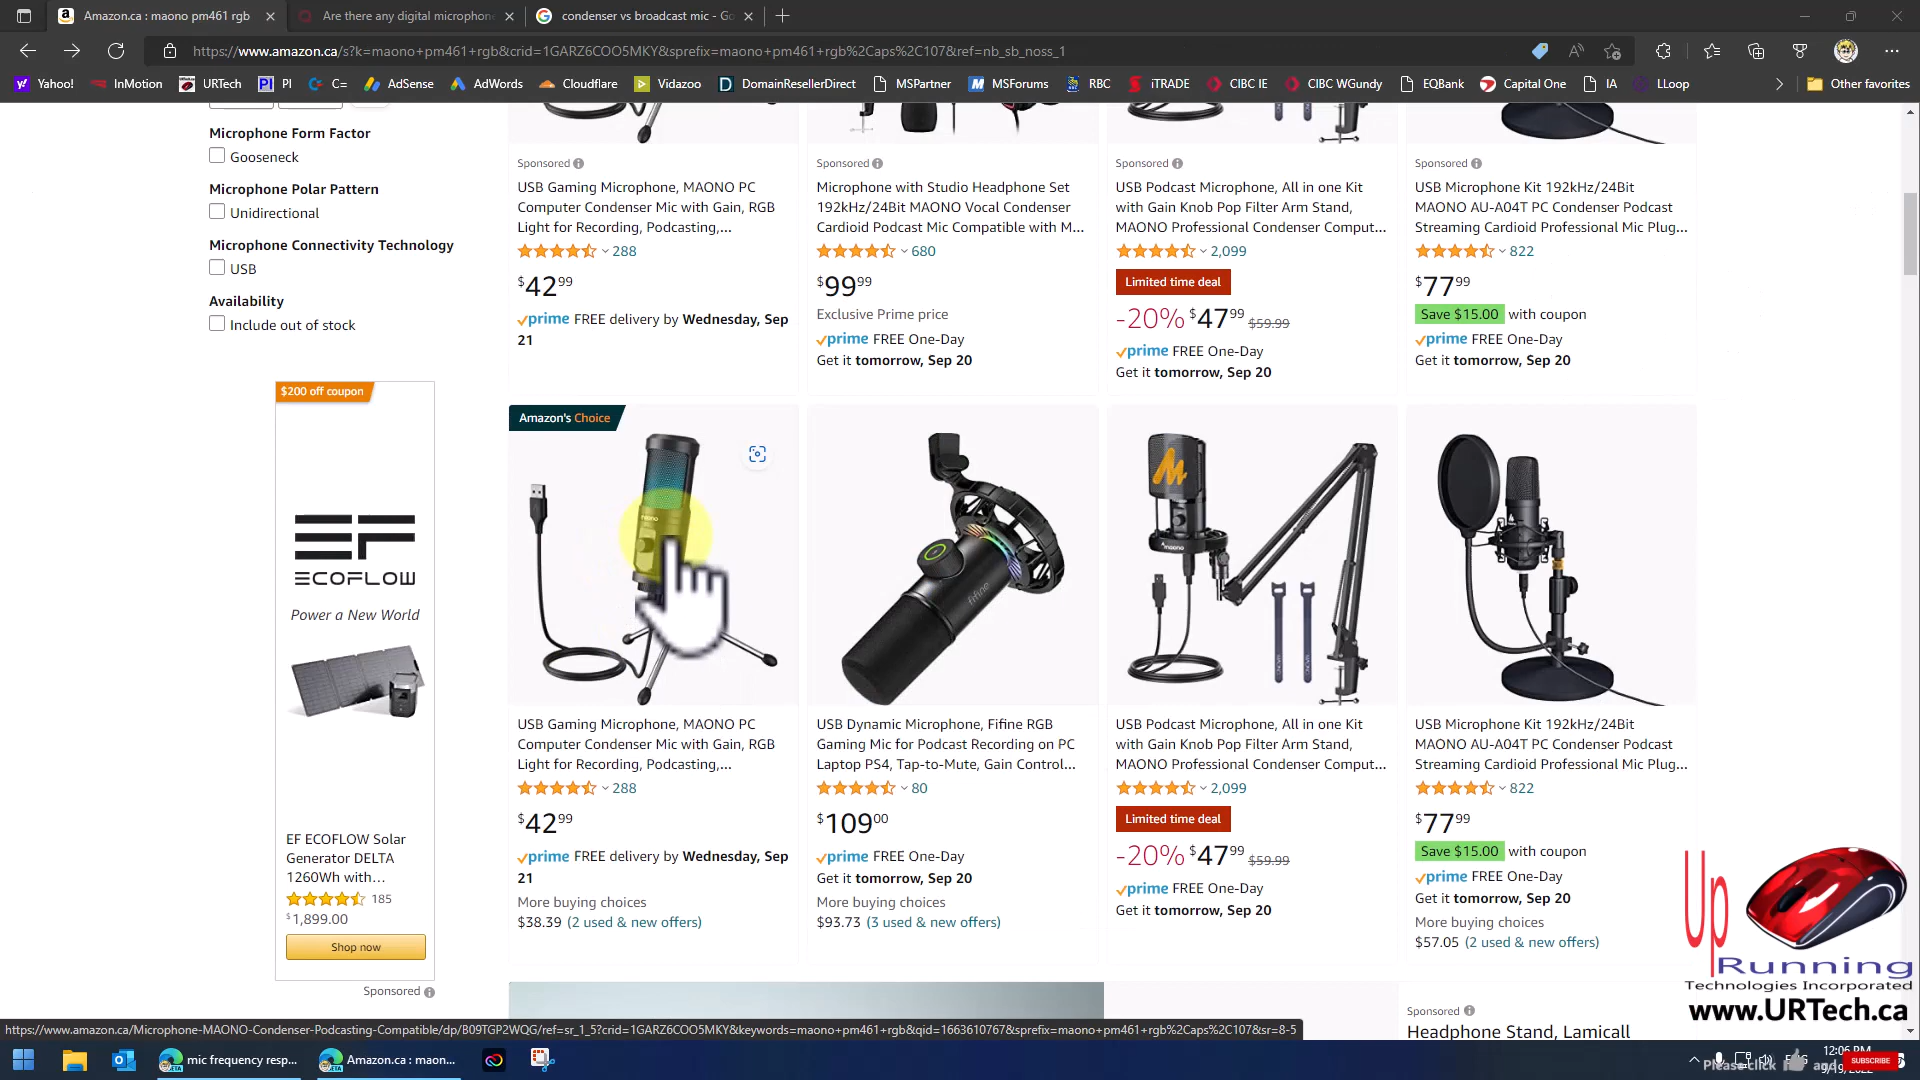 Amazon.ca : maono pm461 rgb
Are there any digital microphon
condenser vs broadcast mic - Go
https://www.amazon.ca/s?k=maono+pm461+rgb&crid=1GARZ6COO5MKY&sprefix=maono+pm461+rgb%2Caps%2C107&ref=nb_sb_noss_1
Yahoo!
InMotion
URTech
PI
C=
AdSense
AdWords
Cloudflare
Vidazoo
DomainResellerDirect
MSPartner
MSForums
RBC
iTRADE
CIBC IE
CIBC WGundy
EQBank
Capital One
IA
LLoop
Other favorites
Microphone Form Factor
Gooseneck
Microphone Polar Pattern
Unidirectional
Microphone Connectivity Technology
USB
Availability
Include out of stock
$200 off coupon
EF
ECOFLOW
Power a New World
EF ECOFLOW Solar
Generator DELTA
1260Wh with…
185
$1,899.00
Shop now
Sponsored
Sponsored
USB Gaming Microphone, MAONO PC
Computer Condenser Mic with Gain, RGB
Light for Recording, Podcasting,...
288
$42.99
prime FREE delivery by Wednesday, Sep
21
Sponsored
Microphone with Studio Headphone Set
192kHz/24Bit MAONO Vocal Condenser
Cardioid Podcast Mic Compatible with M...
680
$99.99
Exclusive Prime price
prime FREE One-Day
Get it tomorrow, Sep 20
Sponsored
USB Podcast Microphone, All in one Kit
with Gain Knob Pop Filter Arm Stand,
MAONO Professional Condenser Comput...
2,099
Limited time deal
-20% $47.99 $59.99
prime FREE One-Day
Get it tomorrow, Sep 20
Sponsored
USB Microphone Kit 192kHz/24Bit
MAONO AU-A04T PC Condenser Podcast
Streaming Cardioid Professional Mic Plug...
822
$77.99
Save $15.00 with coupon
prime FREE One-Day
Get it tomorrow, Sep 20
Amazon's Choice
USB Gaming Microphone, MAONO PC
Computer Condenser Mic with Gain, RGB
Light for Recording, Podcasting,...
288
$42.99
prime FREE delivery by Wednesday, Sep
21
More buying choices
$38.39 (2 used & new offers)
fifine
USB Dynamic Microphone, Fifine RGB
Gaming Mic for Podcast Recording on PC
Laptop PS4, Tap-to-Mute, Gain Control...
80
$109.00
prime FREE One-Day
Get it tomorrow, Sep 20
More buying choices
$93.73 (3 used & new offers)
maono
USB Podcast Microphone, All in one Kit
with Gain Knob Pop Filter Arm Stand,
MAONO Professional Condenser Comput...
2,099
Limited time deal
-20% $47.99 $59.99
prime FREE One-Day
Get it tomorrow, Sep 20
USB Microphone Kit 192kHz/24Bit
MAONO AU-A04T PC Condenser Podcast
Streaming Cardioid Professional Mic Plug...
822
$77.99
Save $15.00 with coupon
prime FREE One-Day
Get it tomorrow, Sep 20
More buying choices
$57.05 (2 used & new offers)
Sponsored
Headphone Stand, Lamicall
Up
Running
Technologies Incorporated
www.URTech.ca
https://www.amazon.ca/Microphone-MAONO-Condenser-Podcasting-Compatible/dp/B09TGP2WQG/ref=sr_1_5?crid=1GARZ6COO5MKY&keywords=maono+pm461+rgb&qid=1663610767&sprefix=maono+pm461+rgb%2Caps%2C107&sr=8-5
mic frequency resp...
Amazon.ca : maon...
12:06 PM
Please click
and
SUBSCRIBE